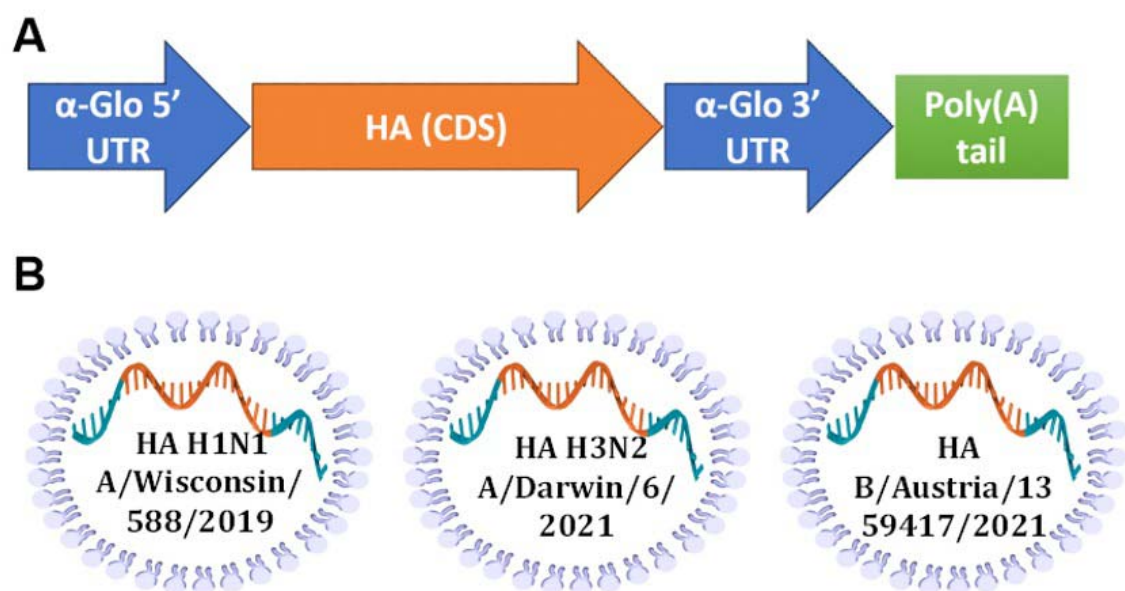 A
α-Glo 5’
UTR
HA (CDS)
α-Glo 3’
UTR
Poly(A)
tail
B
HA H1N1
A/Wisconsin/
588/2019
HA H3N2
A/Darwin/6/
2021
HA
B/Austria/13
59417/2021